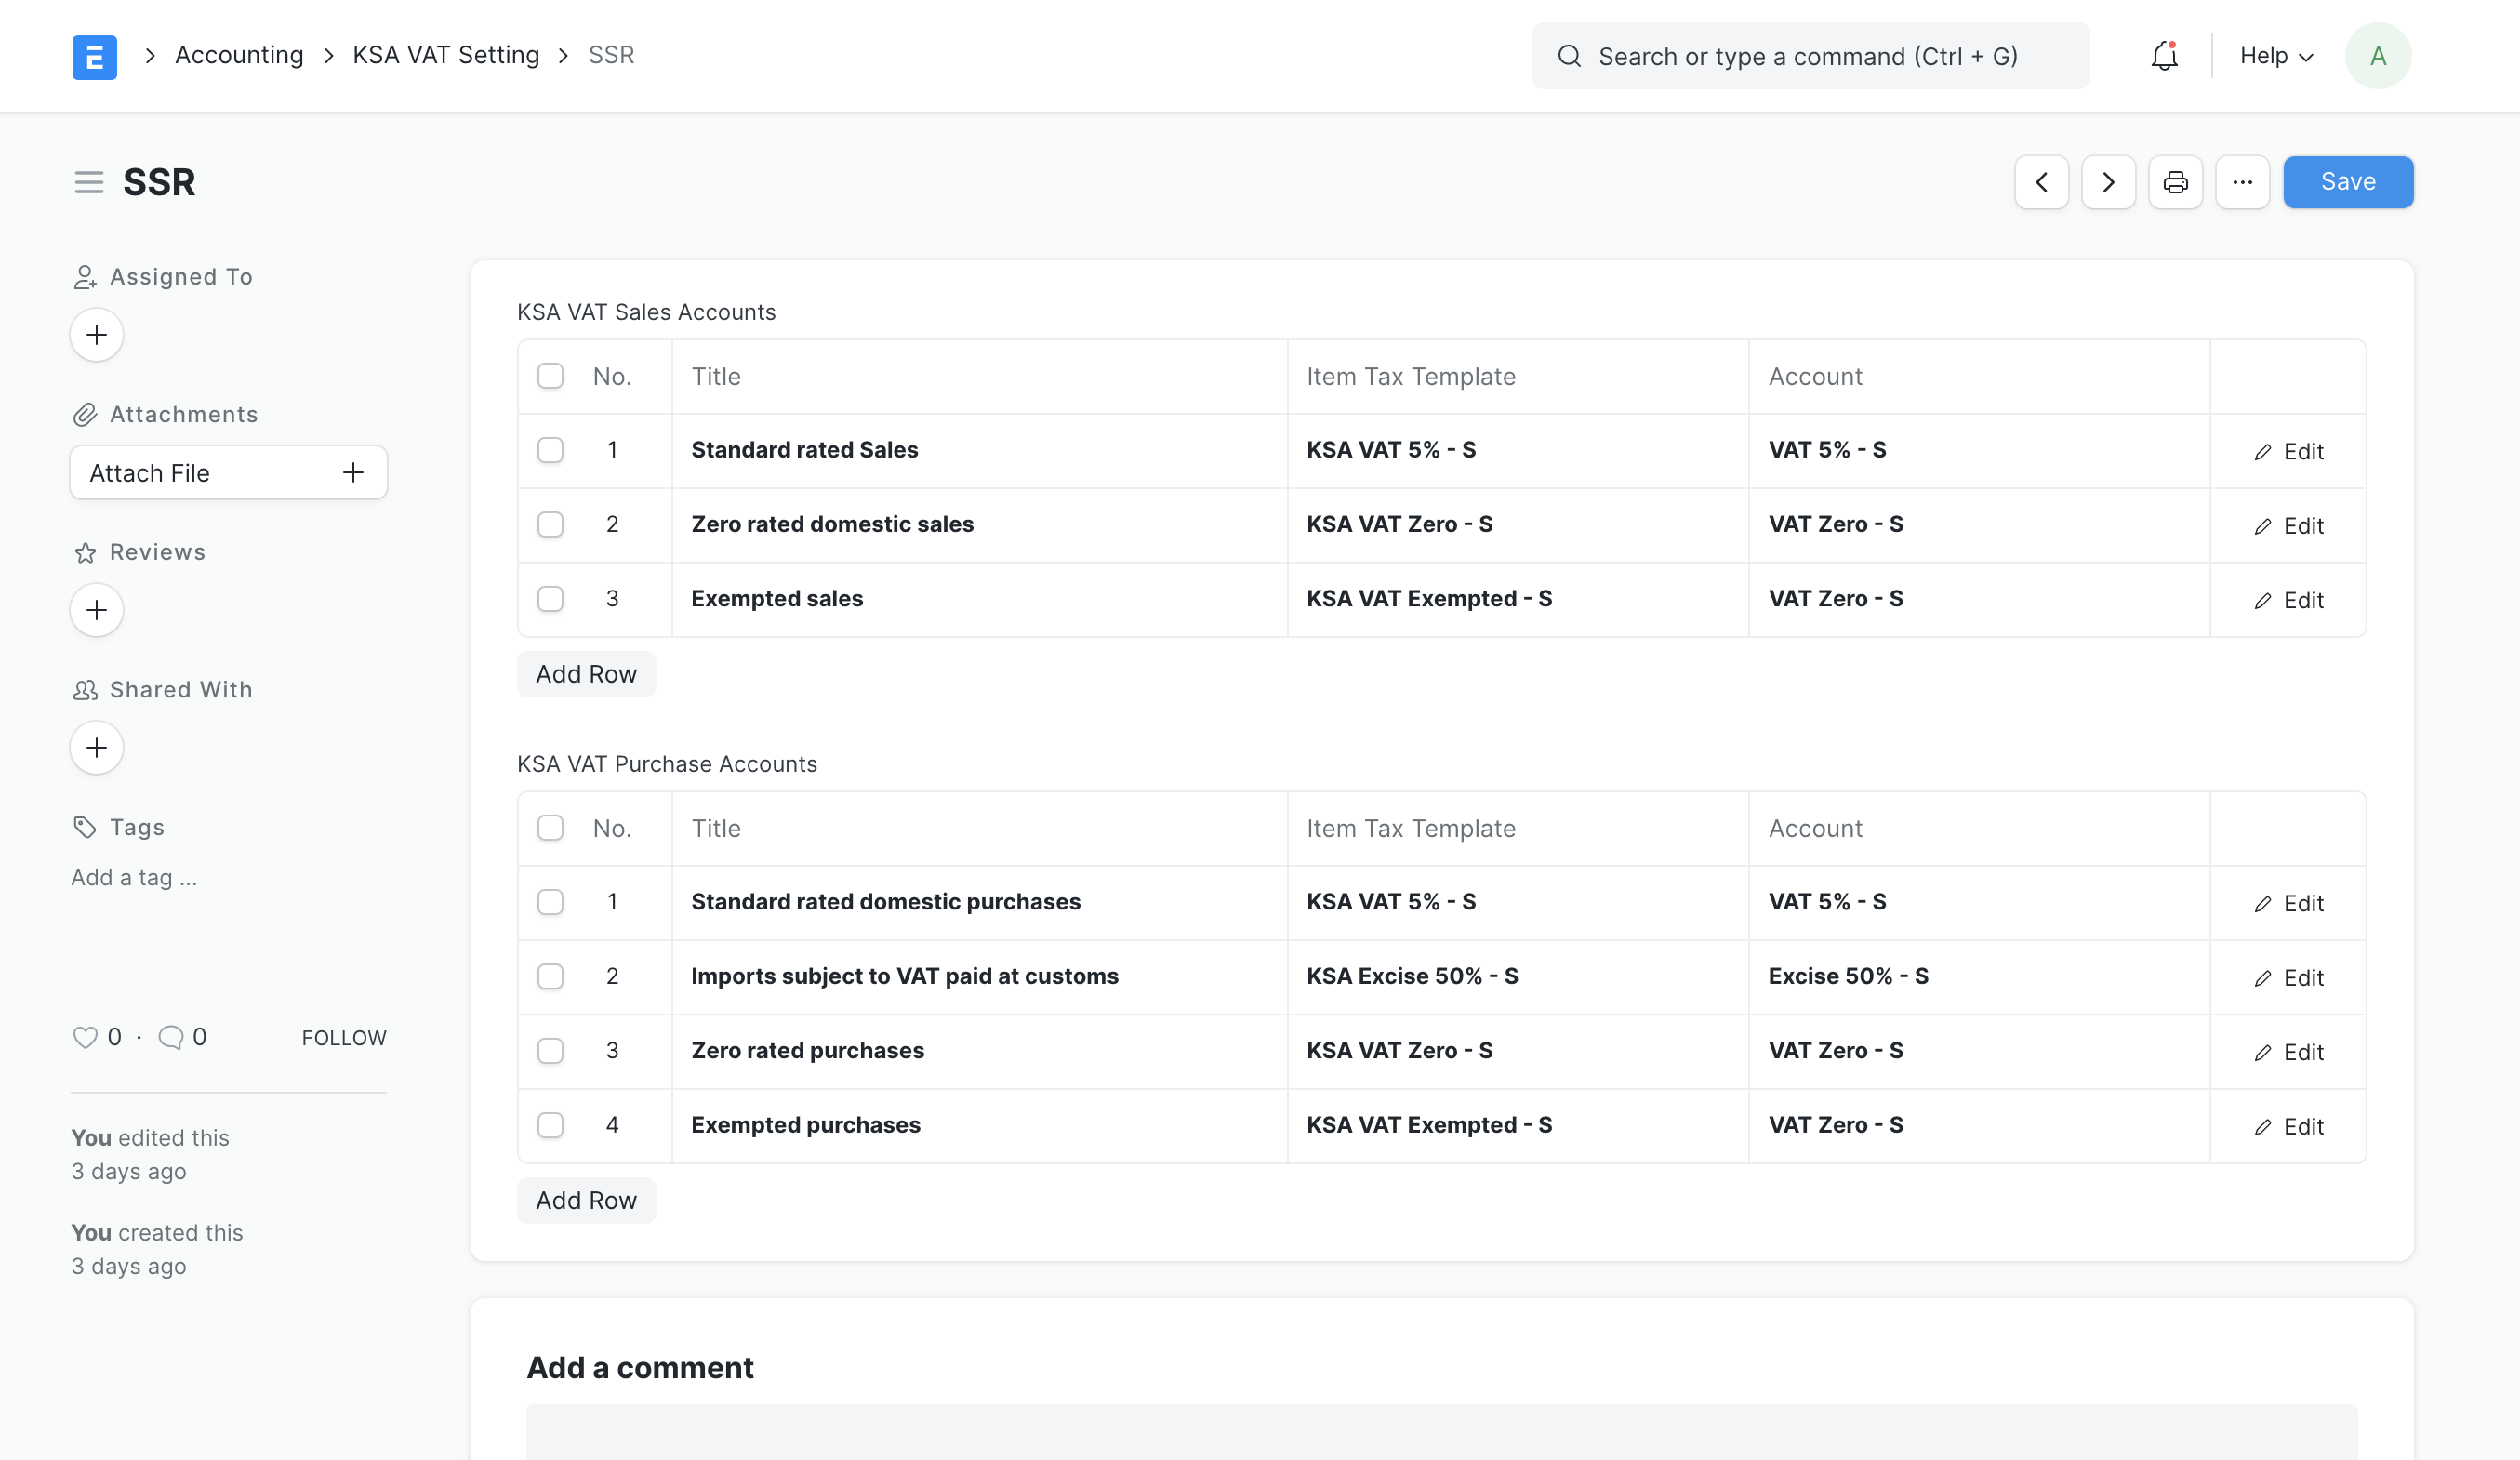 E > Accounting > KSA VAT Setting > SSR
Search or type a command (Ctrl + G)
Help
A
SSR
Save
Assigned To
Attachments
Attach File
Reviews
Shared With
Tags
Add a tag ...
0 · 0 FOLLOW
You edited this
3 days ago
You created this
3 days ago
KSA VAT Sales Accounts
No. Title Item Tax Template Account
1 Standard rated Sales KSA VAT 5% - S VAT 5% - S Edit
2 Zero rated domestic sales KSA VAT Zero - S VAT Zero - S Edit
3 Exempted sales KSA VAT Exempted - S VAT Zero - S Edit
Add Row
KSA VAT Purchase Accounts
No. Title Item Tax Template Account
1 Standard rated domestic purchases KSA VAT 5% - S VAT 5% - S Edit
2 Imports subject to VAT paid at customs KSA Excise 50% - S Excise 50% - S Edit
3 Zero rated purchases KSA VAT Zero - S VAT Zero - S Edit
4 Exempted purchases KSA VAT Exempted - S VAT Zero - S Edit
Add Row
Add a comment